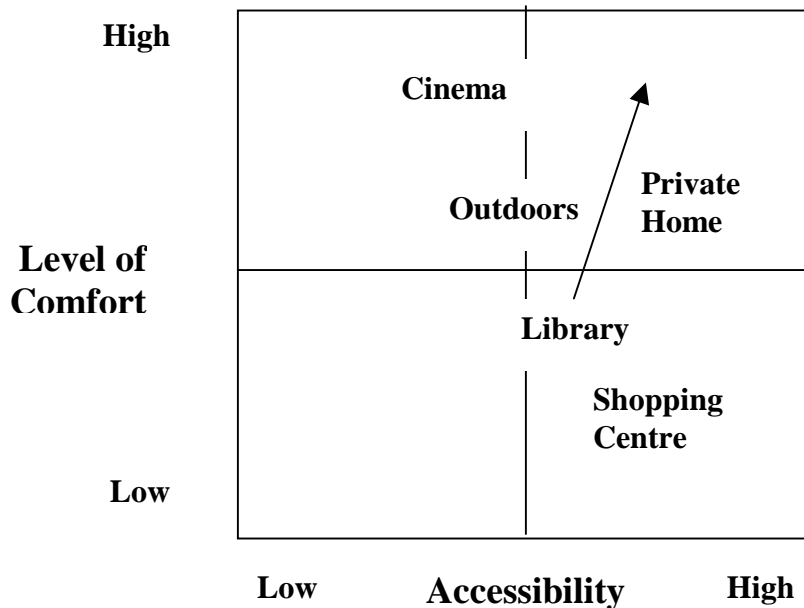 High
Cinema
Private
Home
Outdoors
Level of
Comfort
Library
Shopping
Centre
Low
Low
Accessibility
High